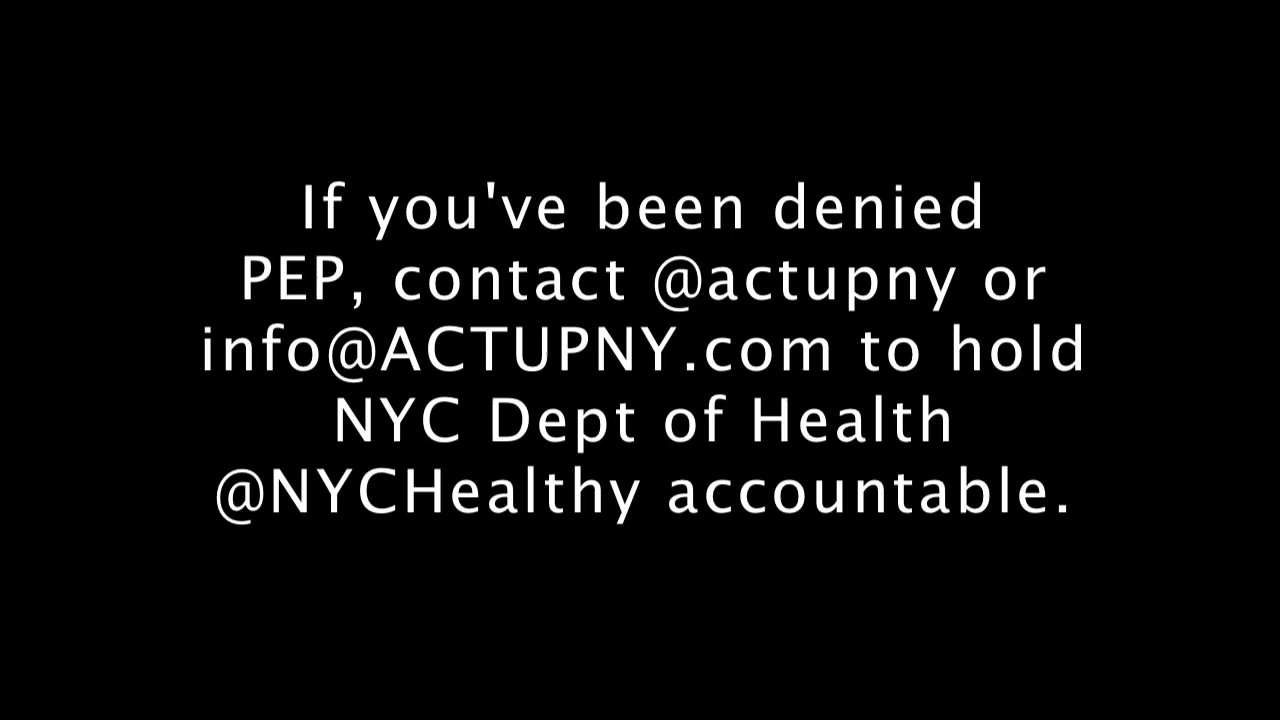 If you've been denied
PEP, contact @actupny or
info@ACTUPNY.com to hold
NYC Dept of Health
@NYCHealthy accountable.